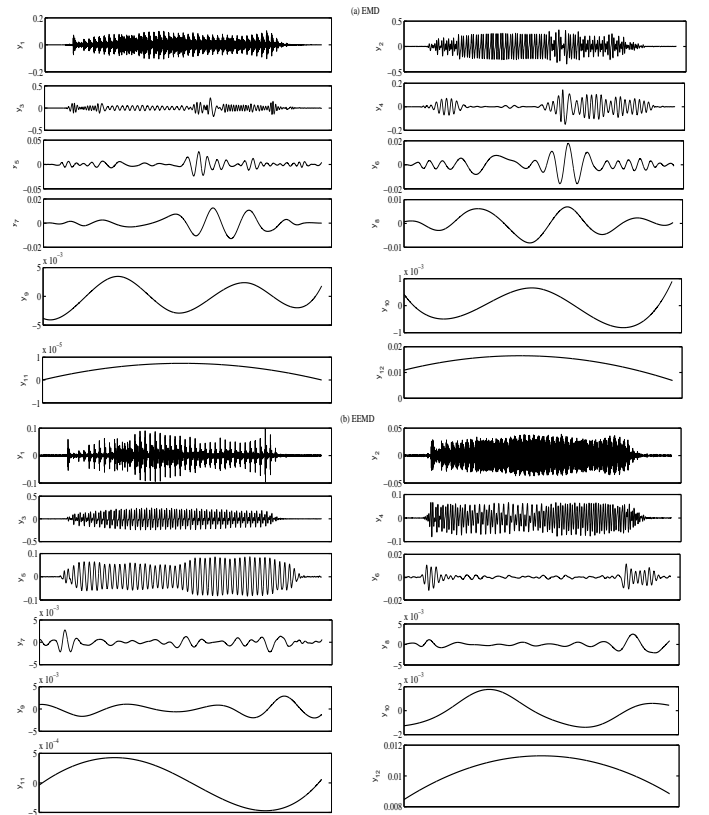 (a) EMD
0.2
0
−0.2
y1
0.5
0
−0.5
y2
0.5
0
−0.5
y3
0.2
0
−0.2
y4
0.05
0
0.05
y5
0.02
0
−0.02
y6
0.02
0
−0.02
y7
0.01
0
−0.01
y8
x 10^-3
5
0
−5
y9
x 10^-3
1
0
−1
y10
x 10^-5
1
0
−1
y11
0.02
0.01
0
y12
(b) EEMD
0.1
0
−0.1
y1
0.05
0
−0.05
y2
0.5
0
−0.5
y3
0.1
0
−0.1
y4
0.1
0
−0.1
y5
0.02
0
−0.02
y6
x 10^-3
5
0
−5
y7
x 10^-3
5
0
−5
y8
x 10^-3
5
0
−5
y9
x 10^-3
2
0
−2
y10
x 10^-4
5
0
−5
y11
0.012
0.01
0.008
y12